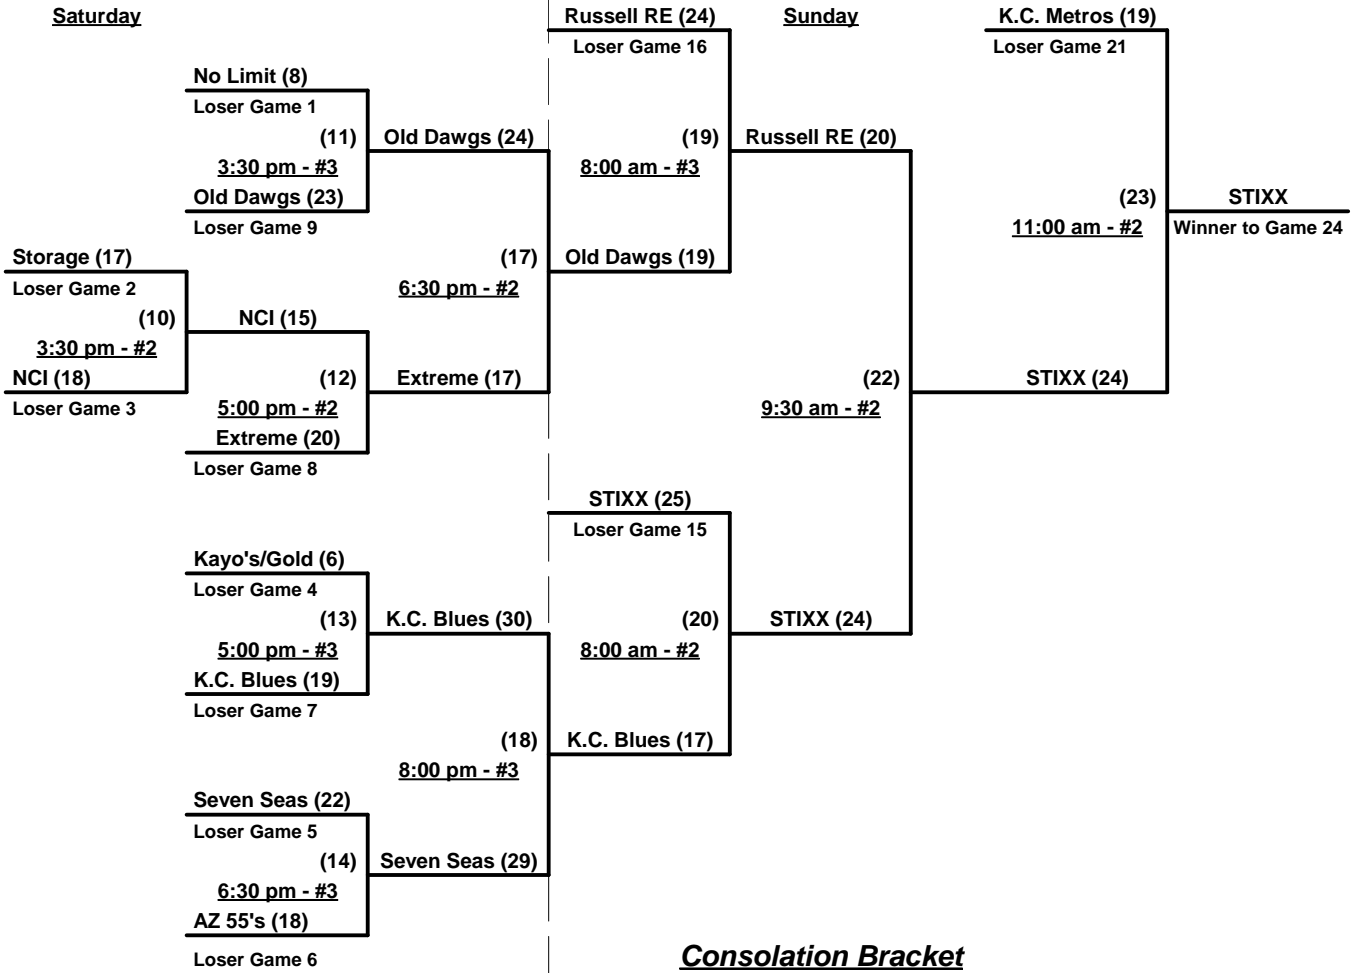 Saturday
Russell RE (24)
Sunday
K.C. Metros (19)
Loser Game 16
Loser Game 21
No Limit (8)
Loser Game 1
(11)
Old Dawgs (24)
(19)
Russell RE (20)
3:30 pm - #3
8:00 am - #3
Old Dawgs (23)
(23)
STIXX
Loser Game 9
11:00 am - #2
Winner to Game 24
Storage (17)
(17)
Old Dawgs (19)
Loser Game 2
6:30 pm - #2
(10)
NCI (15)
3:30 pm - #2
NCI (18)
(12)
Extreme (17)
(22)
STIXX (24)
Loser Game 3
5:00 pm - #2
9:30 am - #2
Extreme (20)
Loser Game 8
STIXX (25)
Loser Game 15
Kayo's/Gold (6)
Loser Game 4
(13)
K.C. Blues (30)
(20)
STIXX (24)
5:00 pm - #3
8:00 am - #2
K.C. Blues (19)
Loser Game 7
(18)
K.C. Blues (17)
8:00 pm - #3
Seven Seas (22)
Loser Game 5
(14)
Seven Seas (29)
6:30 pm - #3
AZ 55's (18)
Loser Game 6
Consolation Bracket